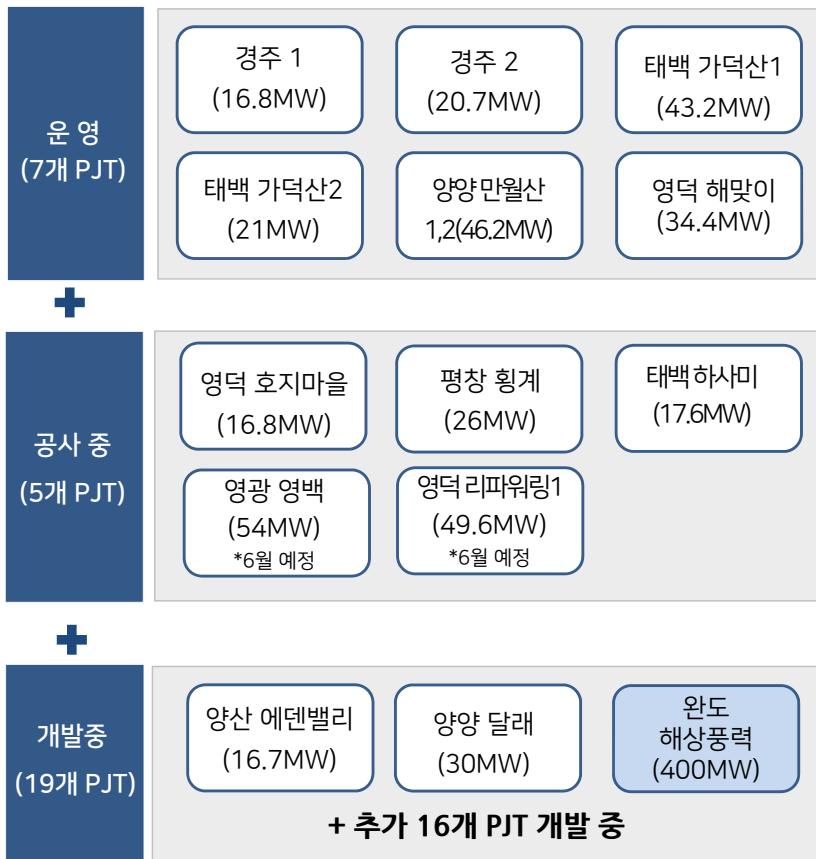 운 영
(7개 PJT)
경주 1
(16.8MW)
경주 2
(20.7MW)
태백 가덕산1
(43.2MW)
태백 가덕산2
(21MW)
양양 만월산
1,2(46.2MW)
영덕 해맞이
(34.4MW)
공사 중
(5개 PJT)
영덕 호지마을
(16.8MW)
평창 횡계
(26MW)
태백 하사미
(17.6MW)
영광 영백
(54MW)
*6월 예정
영덕 리파워링1
(49.6MW)
*6월 예정
개발중
(19개 PJT)
양산 에덴밸리
(16.7MW)
양양 달래
(30MW)
완도
해상풍력
(400MW)
+ 추가 16개 PJT 개발 중